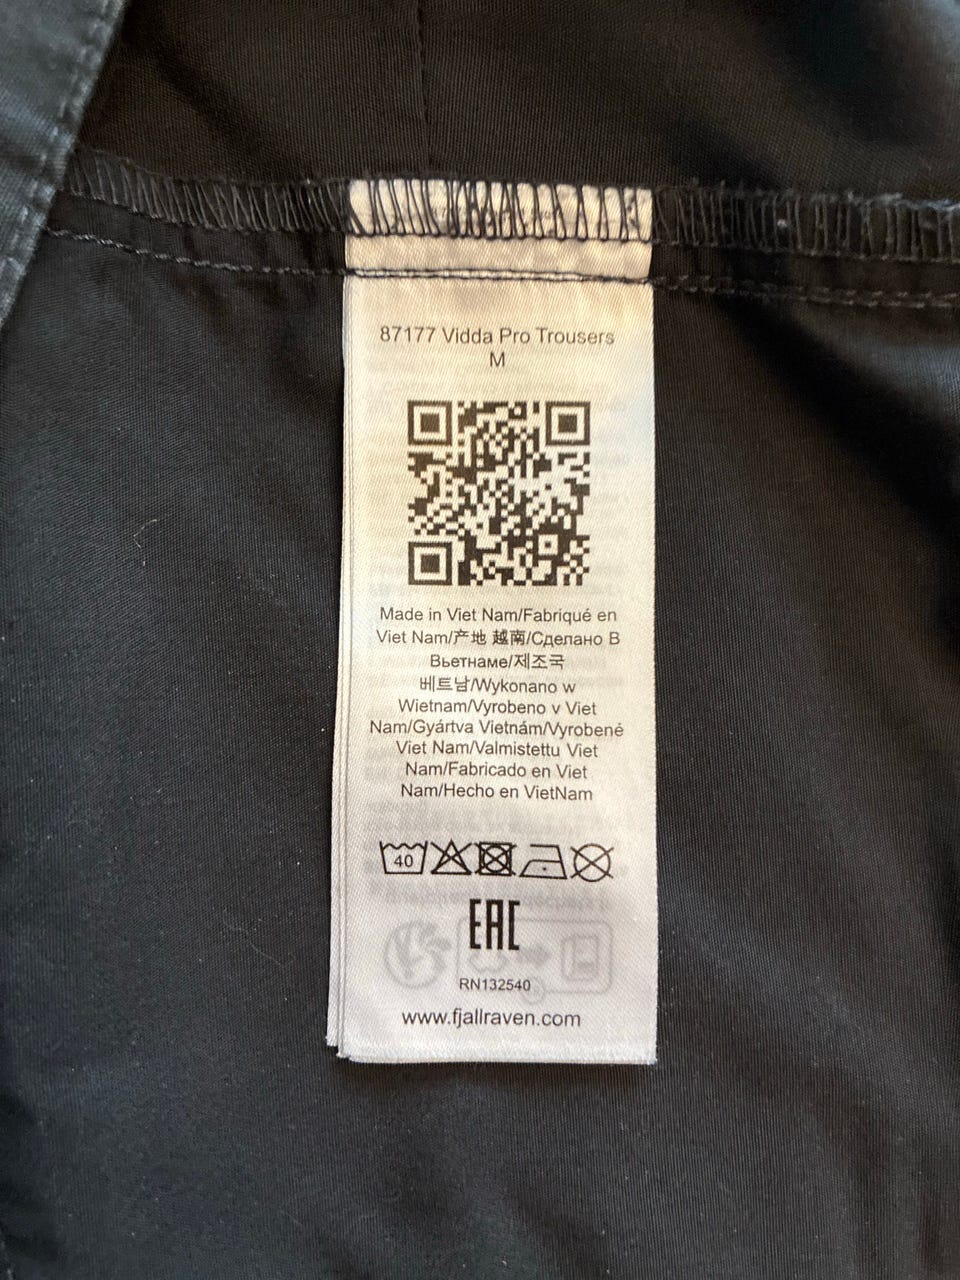 87177 Vidda Pro Trousers
M
Made in Viet Nam/Fabriqué en
Viet Nam/产地 越南/Сделано В
Вьетнаме/제조국
베트남/Wykonano w
Wietnam/Vyrobeno v Viet
Nam/Gyártva Vietnám/Vyrobené
Viet Nam/Valmistettu Viet
Nam/Fabricado en Viet
Nam/Hecho en VietNam
40
EAC
RN132540
www.fjallraven.com